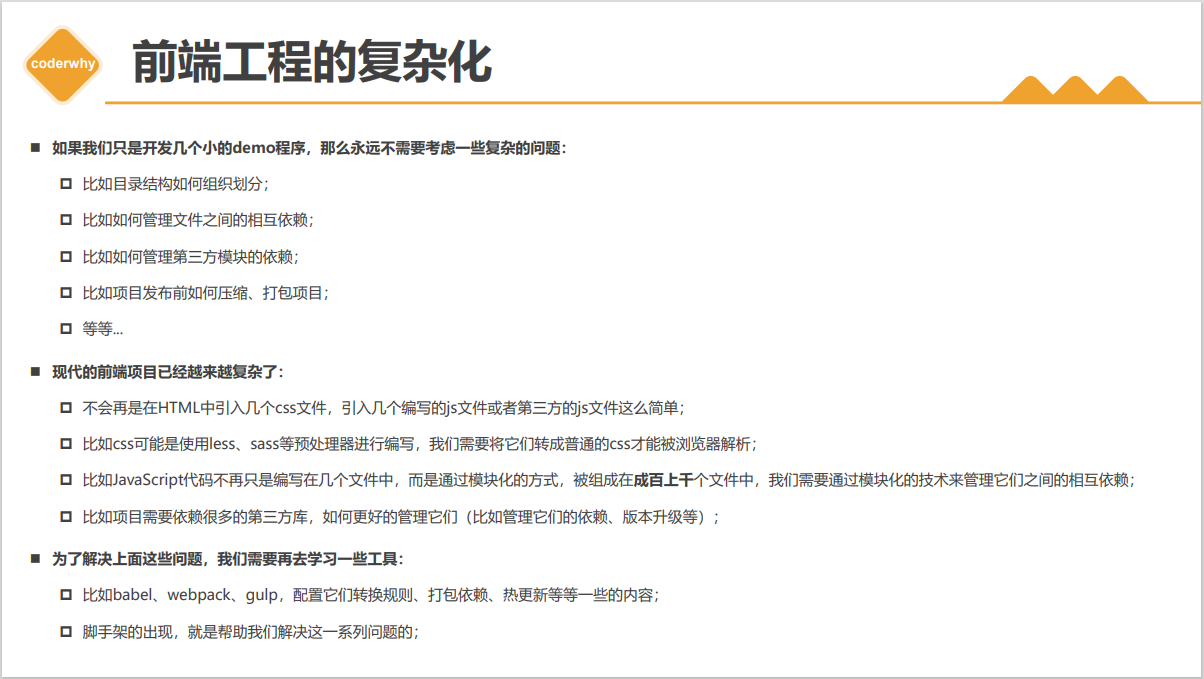 coderwhy
前端工程的复杂化
如果我们只是开发几个小的demo程序，那么永远不需要考虑一些复杂的问题：
比如目录结构如何组织划分；
比如如何管理文件之间的相互依赖；
比如如何管理第三方模块的依赖；
比如项目发布前如何压缩、打包项目；
等等...
现代的前端项目已经越来越复杂了：
不会再是在HTML中引入几个css文件，引入几个编写的js文件或者第三方的js文件这么简单；
比如css可能是使用less、sass等预处理器进行编写，我们需要将它们转成普通的css才能被浏览器解析；
比如JavaScript代码不再只是编写在几个文件中，而是通过模块化的方式，被组成在成百上千个文件中，我们需要通过模块化的技术来管理它们之间的相互依赖；
比如项目需要依赖很多的第三方库，如何更好的管理它们（比如管理它们的依赖、版本升级等）；
为了解决上面这些问题，我们需要再去学习一些工具：
比如babel、webpack、gulp，配置它们转换规则、打包依赖、热更新等等一些的内容；
脚手架的出现，就是帮助我们解决这一系列问题的；